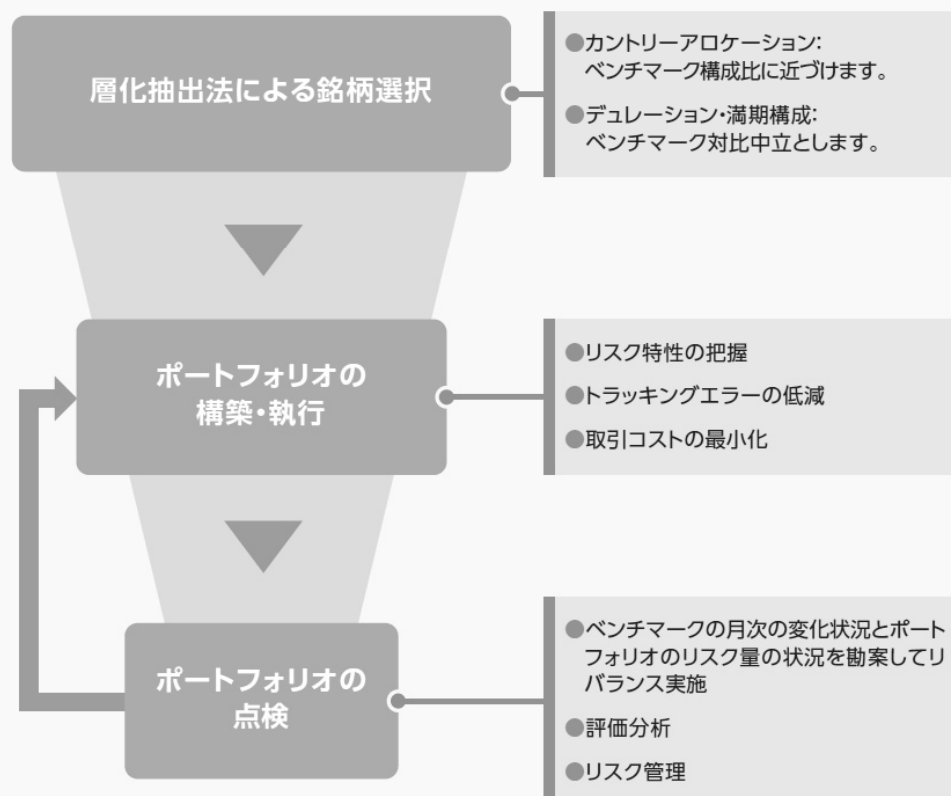 層化抽出法による銘柄選択
●カントリーアロケーション：
ベンチマーク構成比に近づけます。
●デュレーション・満期構成：
ベンチマーク対比中立とします。
ポートフォリオの
構築・執行
●リスク特性の把握
●トラッキングエラーの低減
●取引コストの最小化
ポートフォリオの
点検
●ベンチマークの月次の変化状況とポート
フォリオのリスク量の状況を勘案してリ
バランス実施
●評価分析
●リスク管理